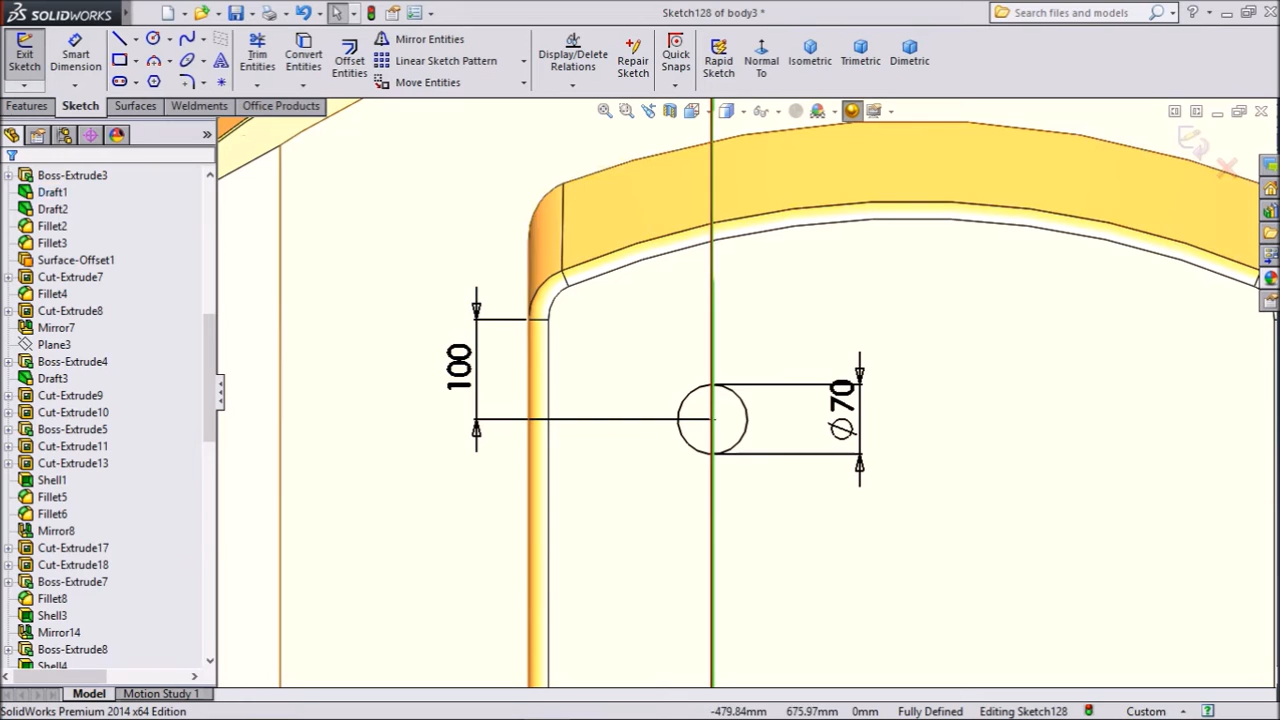 SOLIDWORKS
Sketch128 of body3 *
Search files and models
Exit Sketch
Smart Dimension
Trim Entities
Convert Entities
Offset Entities
Mirror Entities
Linear Sketch Pattern
Move Entities
Display/Delete Relations
Repair Sketch
Quick Snaps
Rapid Sketch
Normal To
Isometric
Trimetric
Dimetric
Features
Sketch
Surfaces
Weldments
Office Products
Boss-Extrude3
Draft1
Draft2
Fillet2
Fillet3
Surface-Offset1
Cut-Extrude7
Fillet4
Cut-Extrude8
Mirror7
Plane3
Boss-Extrude4
Draft3
Cut-Extrude9
Cut-Extrude10
Boss-Extrude5
Cut-Extrude11
Cut-Extrude13
Shell1
Fillet5
Fillet6
Mirror8
Cut-Extrude17
Cut-Extrude18
Boss-Extrude7
Fillet8
Shell3
Mirror14
Boss-Extrude8
Shell4
100
⌀70
Model
Motion Study 1
SolidWorks Premium 2014 x64 Edition
-479.84mm
675.97mm
0mm
Fully Defined
Editing Sketch128
Custom